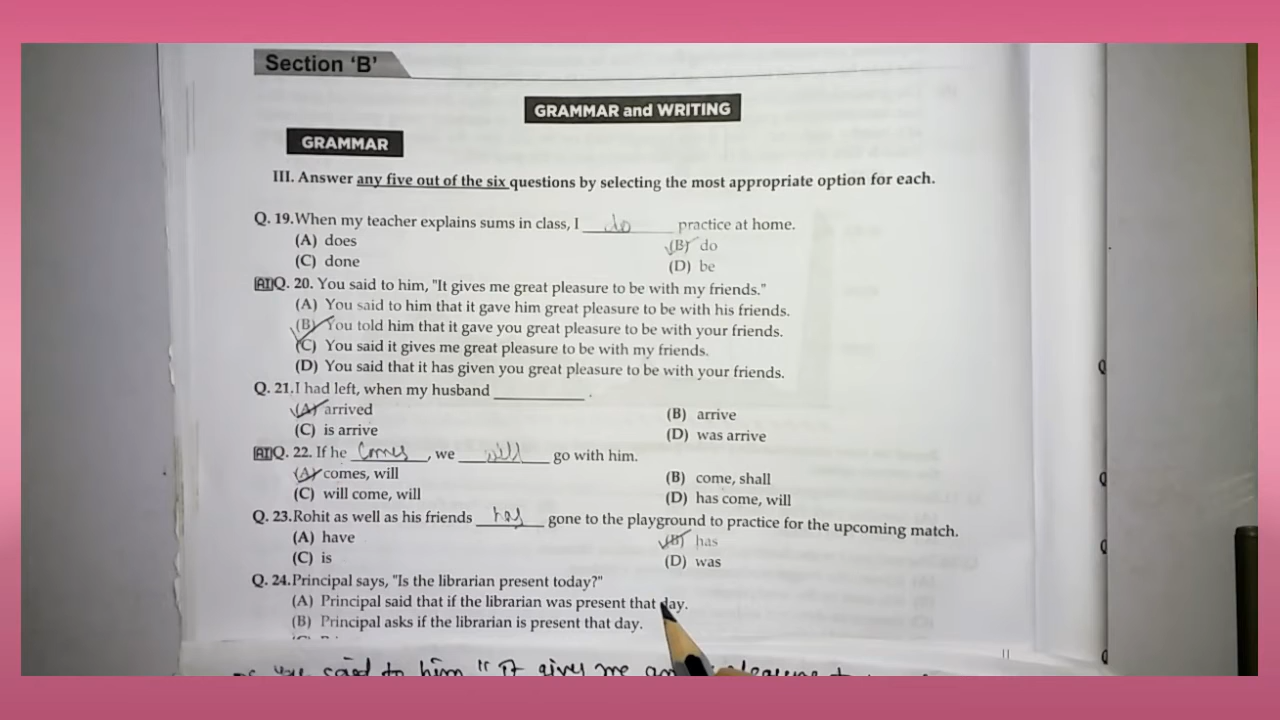 Section 'B'
GRAMMAR and WRITING
GRAMMAR
III. Answer any five out of the six questions by selecting the most appropriate option for each.
Q. 19. When my teacher explains sums in class, I do practice at home.
(A) does (B) do
(C) done (D) be
AI Q. 20. You said to him, "It gives me great pleasure to be with my friends."
(A) You said to him that it gave him great pleasure to be with his friends.
(B) You told him that it gave you great pleasure to be with your friends.
(C) You said it gives me great pleasure to be with my friends.
(D) You said that it has given you great pleasure to be with your friends.
Q. 21. I had left, when my husband __________ .
(A) arrived (B) arrive
(C) is arrive (D) was arrive
AI Q. 22. If he comes, we will go with him.
(A) comes, will (B) come, shall
(C) will come, will (D) has come, will
Q. 23. Rohit as well as his friends has gone to the playground to practice for the upcoming match.
(A) have (B) has
(C) is (D) was
Q. 24. Principal says, "Is the librarian present today?"
(A) Principal said that if the librarian was present that day.
(B) Principal asks if the librarian is present that day.
said to him " It gives me